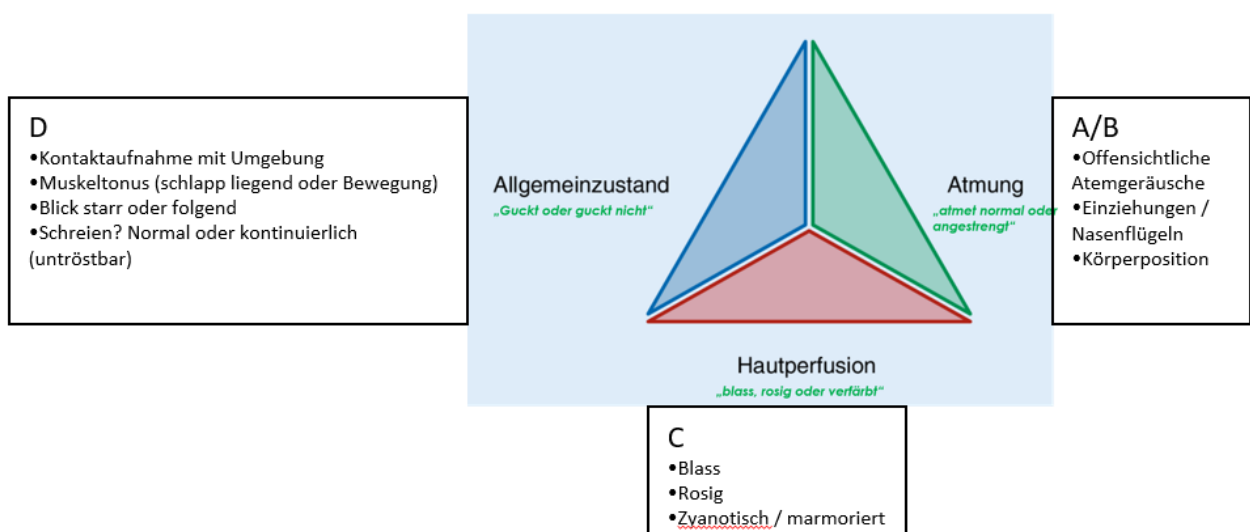 D
•Kontaktaufnahme mit Umgebung
•Muskeltonus (schlapp liegend oder Bewegung)
•Blick starr oder folgend
•Schreien? Normal oder kontinuierlich
(untröstbar)
Allgemeinzustand
„Guckt oder guckt nicht“
Atmung
„atmet normal oder
angestrengt“
A/B
•Offensichtliche
Atemgeräusche
•Einziehungen /
Nasenflügeln
•Körperposition
Hautperfusion
„blass, rosig oder verfärbt“
C
•Blass
•Rosig
•Zyanotisch / marmoriert